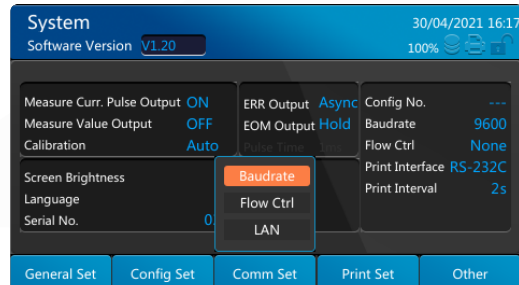 System
30/04/2021 16:17
Software Version V1.20
100%
Measure Curr. Pulse Output ON
Measure Value Output OFF
Calibration Auto
ERR Output Async
EOM Output Hold
Pulse Time 1ms
Config No. ---
Baudrate 9600
Flow Ctrl None
Print Interface RS-232C
Print Interval 2s
Screen Brightness
Language
Serial No. 0.
Baudrate
Flow Ctrl
LAN
General Set
Config Set
Comm Set
Print Set
Other